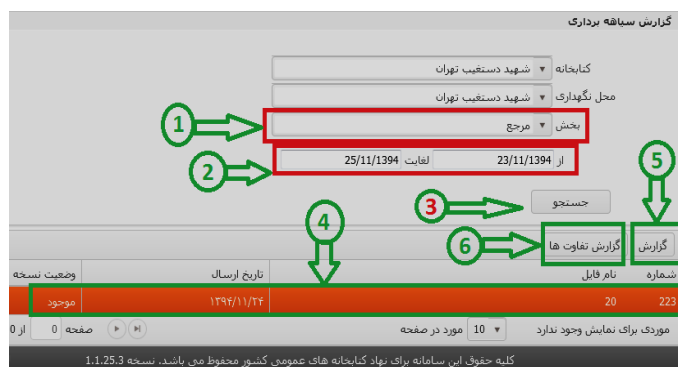 گزارش سیاهه برداری
کتابخانه شهید دستغیب تهران
محل نگهداری شهید دستغیب تهران
بخش مرجع
1
از 23/11/1394 لغایت 25/11/1394
2
5
جستجو
3
4
گزارش گزارش تفاوت ها
6
شماره نام فایل تاریخ ارسال وضعیت نسخه
223 20 ۱۳۹۴/۱۱/۲۴ موجود
موردی برای نمایش وجود ندارد 10 مورد در صفحه صفحه 0 از 0
کلیه حقوق این سامانه برای نهاد کتابخانه های عمومی کشور محفوظ می باشد. نسخه 1.1.25.3